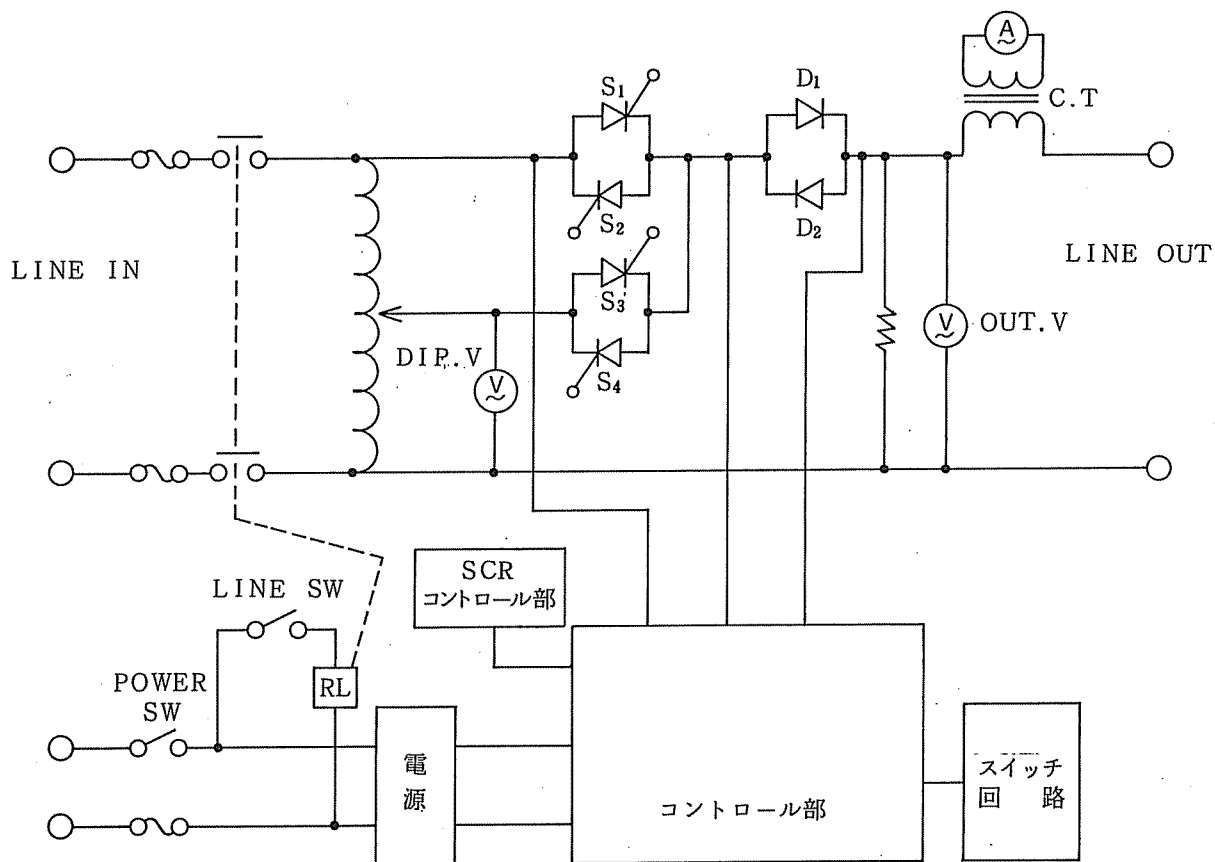 A
C.T
S1
D1
S2
D2
LINE IN
LINE OUT
S3
V
OUT.V
DIP.V
V
S4
SCR
コントロール部
LINE SW
RL
POWER
SW
電
源
コントロール部
スイッチ
回 路